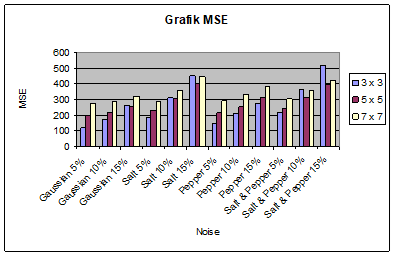 Grafik MSE
MSE
600
500
400
300
200
100
0
Gaussian 5%
Gaussian 10%
Gaussian 15%
Salt 5%
Salt 10%
Salt 15%
Pepper 5%
Pepper 10%
Pepper 15%
Salt & Pepper 5%
Salt & Pepper 10%
Salt & Pepper 15%
Noise
3 x 3
5 x 5
7 x 7